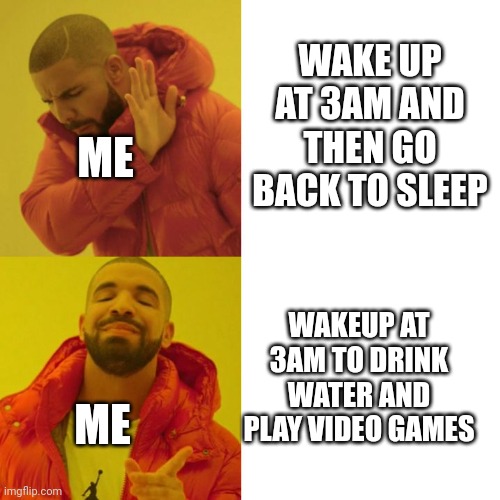 WAKE UP
AT 3AM AND
THEN GO
BACK TO SLEEP
ME
WAKEUP AT
3AM TO DRINK
WATER AND
PLAY VIDEO GAMES
ME
imgflip.com